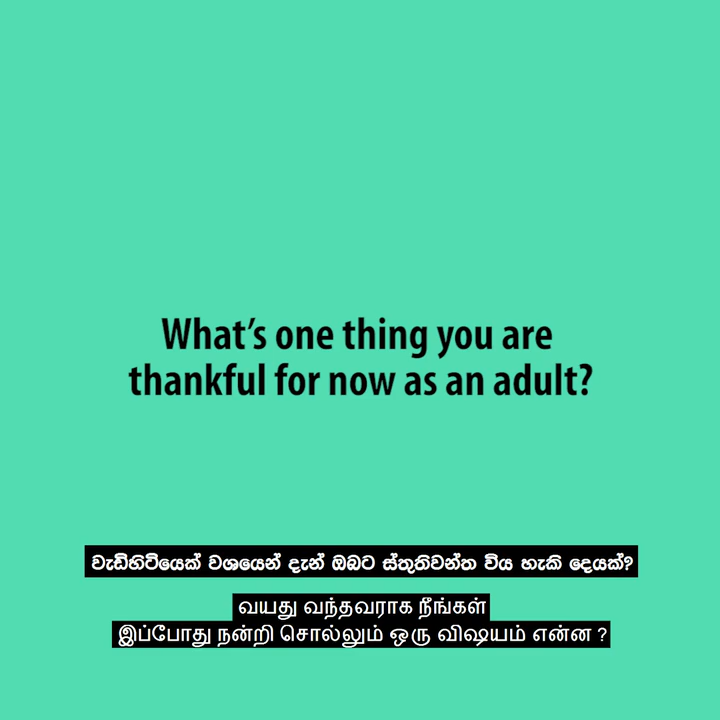 What’s one thing you are
thankful for now as an adult?
වැඩිහිටියෙක් වශයෙන් දැන් ඔබට ස්තුතිවන්ත විය හැකි දෙයක්?
வயது வந்தவராக நீங்கள்
இப்போது நன்றி சொல்லும் ஒரு விஷயம் என்ன ?